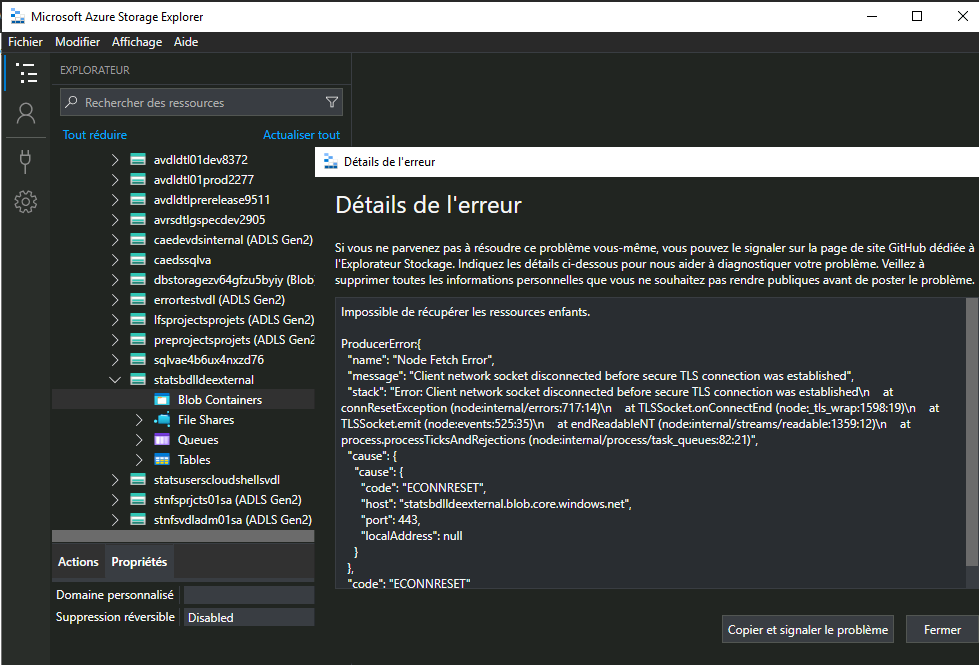 Microsoft Azure Storage Explorer
Fichier Modifier Affichage Aide
EXPLORATEUR
Rechercher des ressources
Tout réduire Actualiser tout
avdldtl01dev8372
avdldtl01prod2277
avdldtlprerelease9511
avrsdtlgspecdev2905
caedevdsinternal (ADLS Gen2)
caedssqlva
dbstoragezv64gfzu5byiy (Blob
errortestvdl (ADLS Gen2)
lfsprojectsprojets (ADLS Gen2)
preprojectsprojets (ADLS Gen2
sqlvae4b6ux4nxzd76
statsbdlldeexternal
Blob Containers
File Shares
Queues
Tables
statsuserscloudshellsvdl
stnfsprjcts01sa (ADLS Gen2)
stnfsvdladm01sa (ADLS Gen2)
Actions Propriétés
Domaine personnalisé
Suppression réversible Disabled
Détails de l'erreur
Détails de l'erreur
Si vous ne parvenez pas à résoudre ce problème vous-même, vous pouvez le signaler sur la page de site GitHub dédiée à
l'Explorateur Stockage. Indiquez les détails ci-dessous pour nous aider à diagnostiquer votre problème. Veillez à
supprimer toutes les informations personnelles que vous ne souhaitez pas rendre publiques avant de poster le problème.
Impossible de récupérer les ressources enfants.
ProducerError:{
"name": "Node Fetch Error",
"message": "Client network socket disconnected before secure TLS connection was established",
"stack": "Error: Client network socket disconnected before secure TLS connection was established\n    at
connResetException (node:internal/errors:717:14)\n    at TLSSocket.onConnectEnd (node:_tls_wrap:1598:19)\n    at
TLSSocket.emit (node:events:525:35)\n    at endReadableNT (node:internal/streams/readable:1359:12)\n    at
process.processTicksAndRejections (node:internal/process/task_queues:82:21)",
"cause": {
"cause": {
"code": "ECONNRESET",
"host": "statsbdlldeexternal.blob.core.windows.net",
"port": 443,
"localAddress": null
}
},
"code": "ECONNRESET"
Copier et signaler le problème Fermer